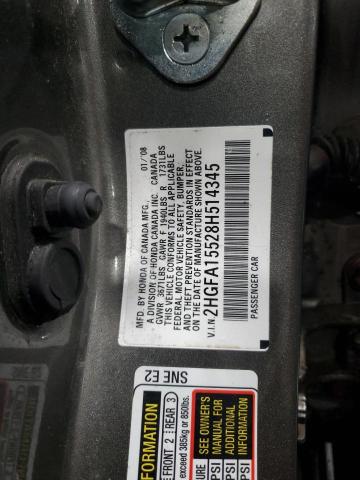 MFD. BY HONDA OF CANADA MFG. 01/08
A DIVISION OF HONDA CANADA INC. CANADA
GVWR 3671LBS GAWR F 1940LBS R 1731LBS
THIS VEHICLE CONFORMS TO ALL APPLICABLE
FEDERAL MOTOR VEHICLE SAFETY, BUMPER,
AND THEFT PREVENTION STANDARDS IN EFFECT
ON THE DATE OF MANUFACTURE SHOWN ABOVE.
V.I.N: 2HGFA15528H514345
PASSENGER CAR
SNE E2
INFORMATION
FRONT 2 REAR 3
exceed 385kg or 850lbs.
SEE OWNER'S
MANUAL FOR
ADDITIONAL
INFORMATION
PSI
PSI